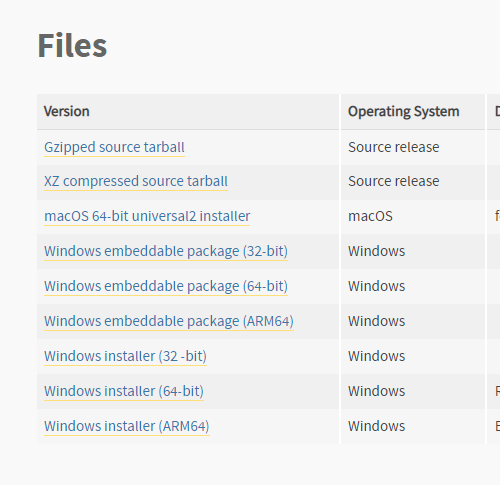 Files
Version Operating System
Gzipped source tarball Source release
XZ compressed source tarball Source release
macOS 64-bit universal2 installer macOS
Windows embeddable package (32-bit) Windows
Windows embeddable package (64-bit) Windows
Windows embeddable package (ARM64) Windows
Windows installer (32 -bit) Windows
Windows installer (64-bit) Windows
Windows installer (ARM64) Windows